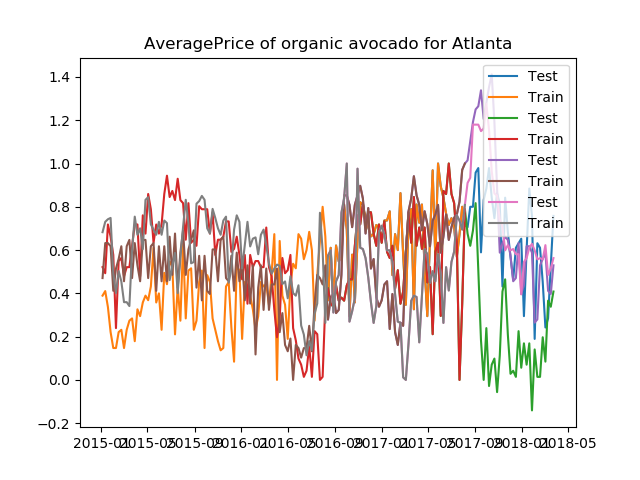 AveragePrice of organic avocado for Atlanta
1.4
1.2
1.0
0.8
0.6
0.4
0.2
0.0
−0.2
Test
Train
Test
Train
Test
Train
Test
Train
2015-01 2015-05 2015-09 2016-01 2016-05 2016-09 2017-01 2017-05 2017-09 2018-01 2018-05